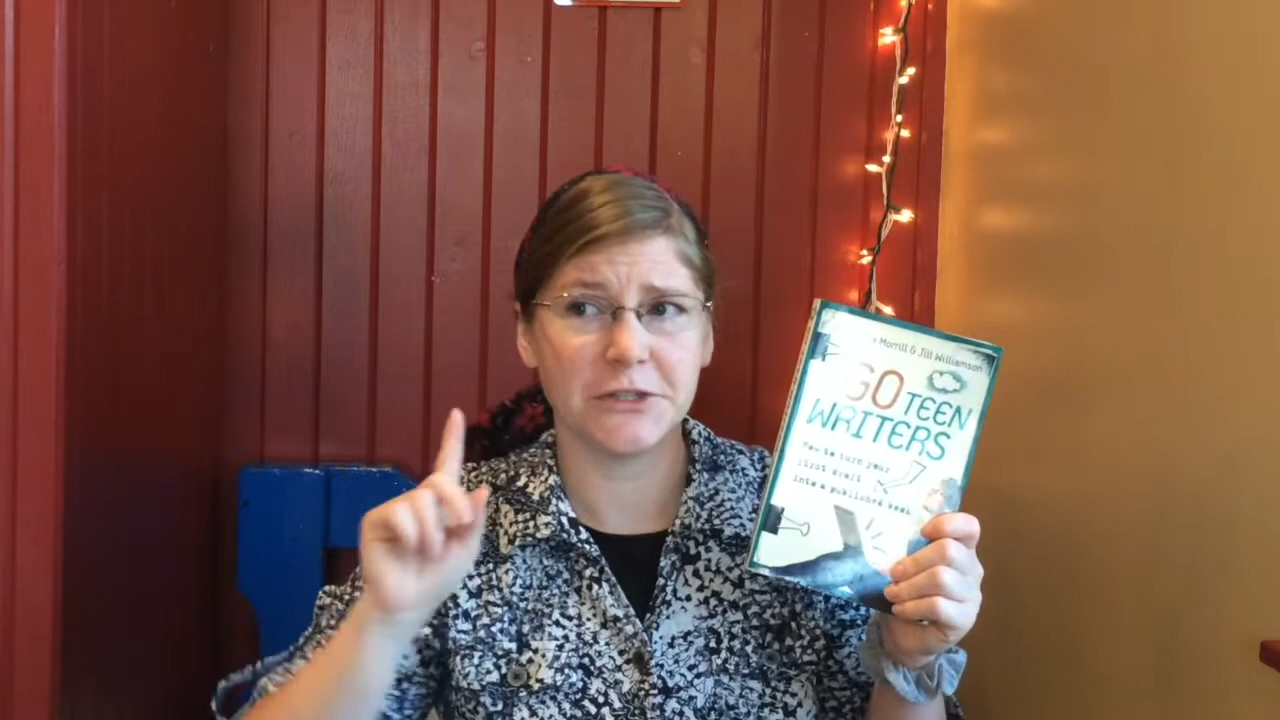 Morrill & Jill Williamson
GO TEEN
WRITERS
How to turn your
first draft
into a published book